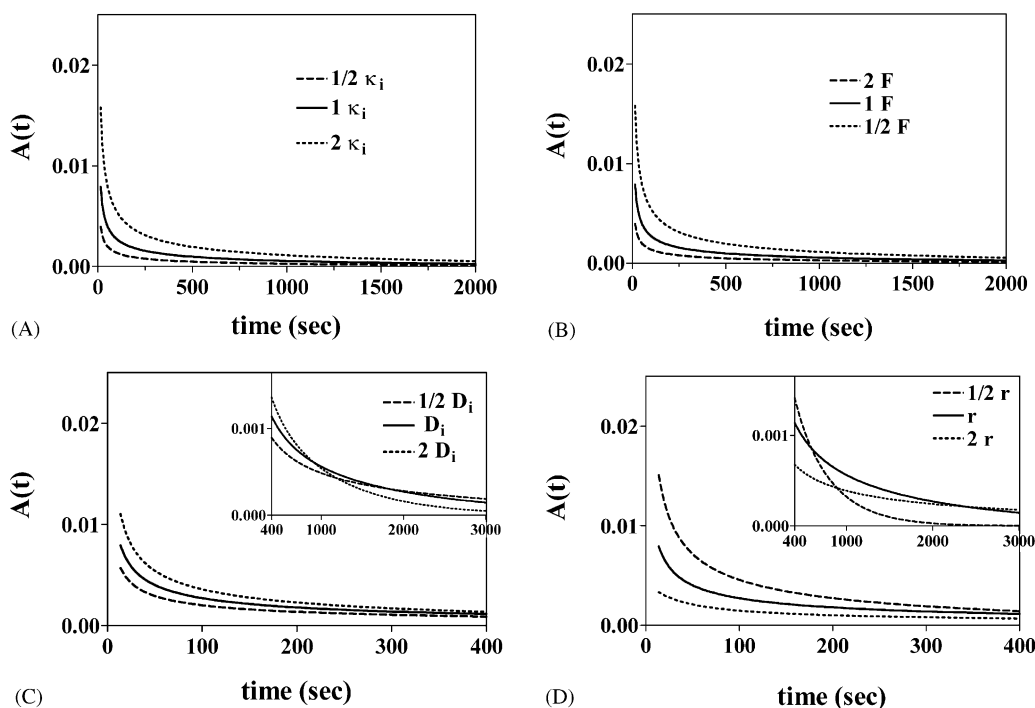 A(t)
0.02
0.01
0.00
1/2 κi
1 κi
2 κi
0
500
1000
1500
2000
time (sec)
(A)
A(t)
0.02
0.01
0.00
2 F
1 F
1/2 F
0
500
1000
1500
2000
time (sec)
(B)
A(t)
0.02
0.01
0.00
0.001
0.000
1/2 Di
Di
2 Di
400
1000
2000
3000
0
100
200
300
400
time (sec)
(C)
A(t)
0.02
0.01
0.00
0.001
0.000
1/2 r
r
2 r
400
1000
2000
3000
0
100
200
300
400
time (sec)
(D)